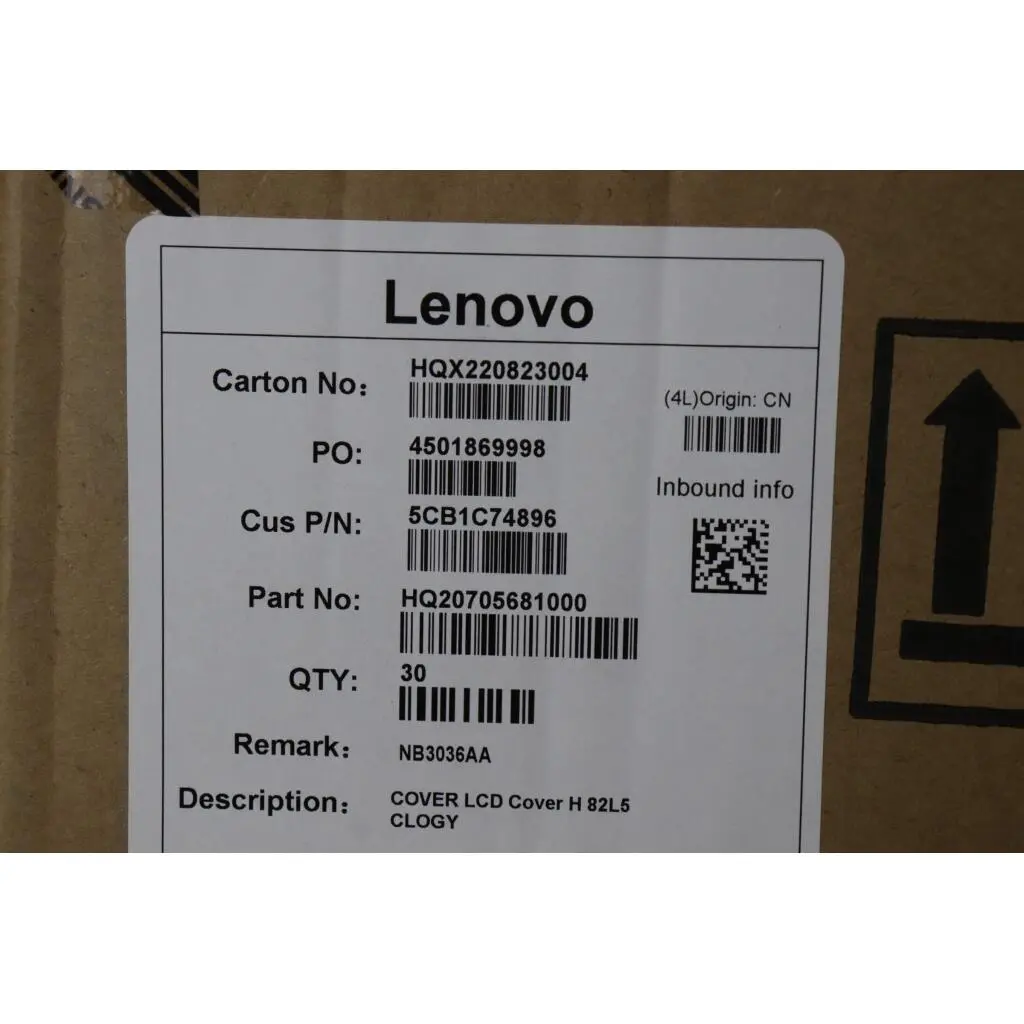 Lenovo
Carton No: HQX220823004
(4L)Origin: CN
PO: 4501869998
Inbound info
Cus P/N: 5CB1C74896
Part No: HQ20705681000
QTY: 30
Remark: NB3036AA
Description: COVER LCD Cover H 82L5
CLOGY